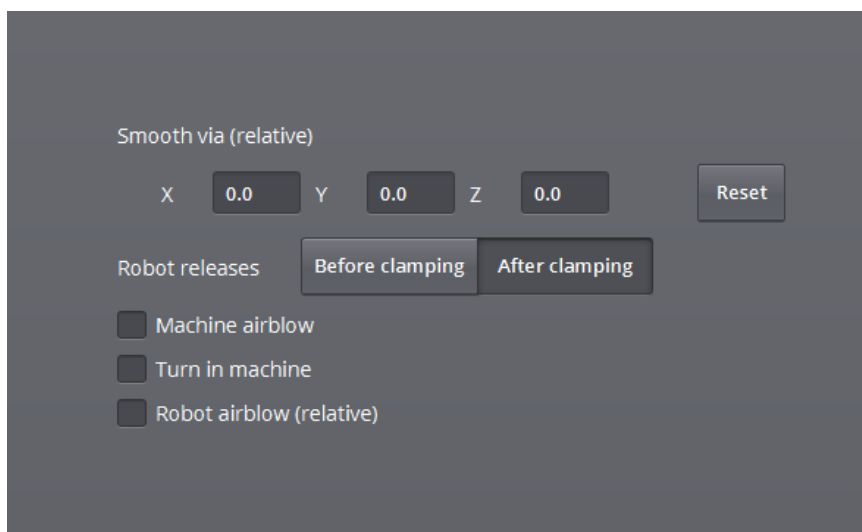 Smooth via (relative)
X 0.0 Y 0.0 Z 0.0 Reset
Robot releases Before clamping After clamping
Machine airblow
Turn in machine
Robot airblow (relative)